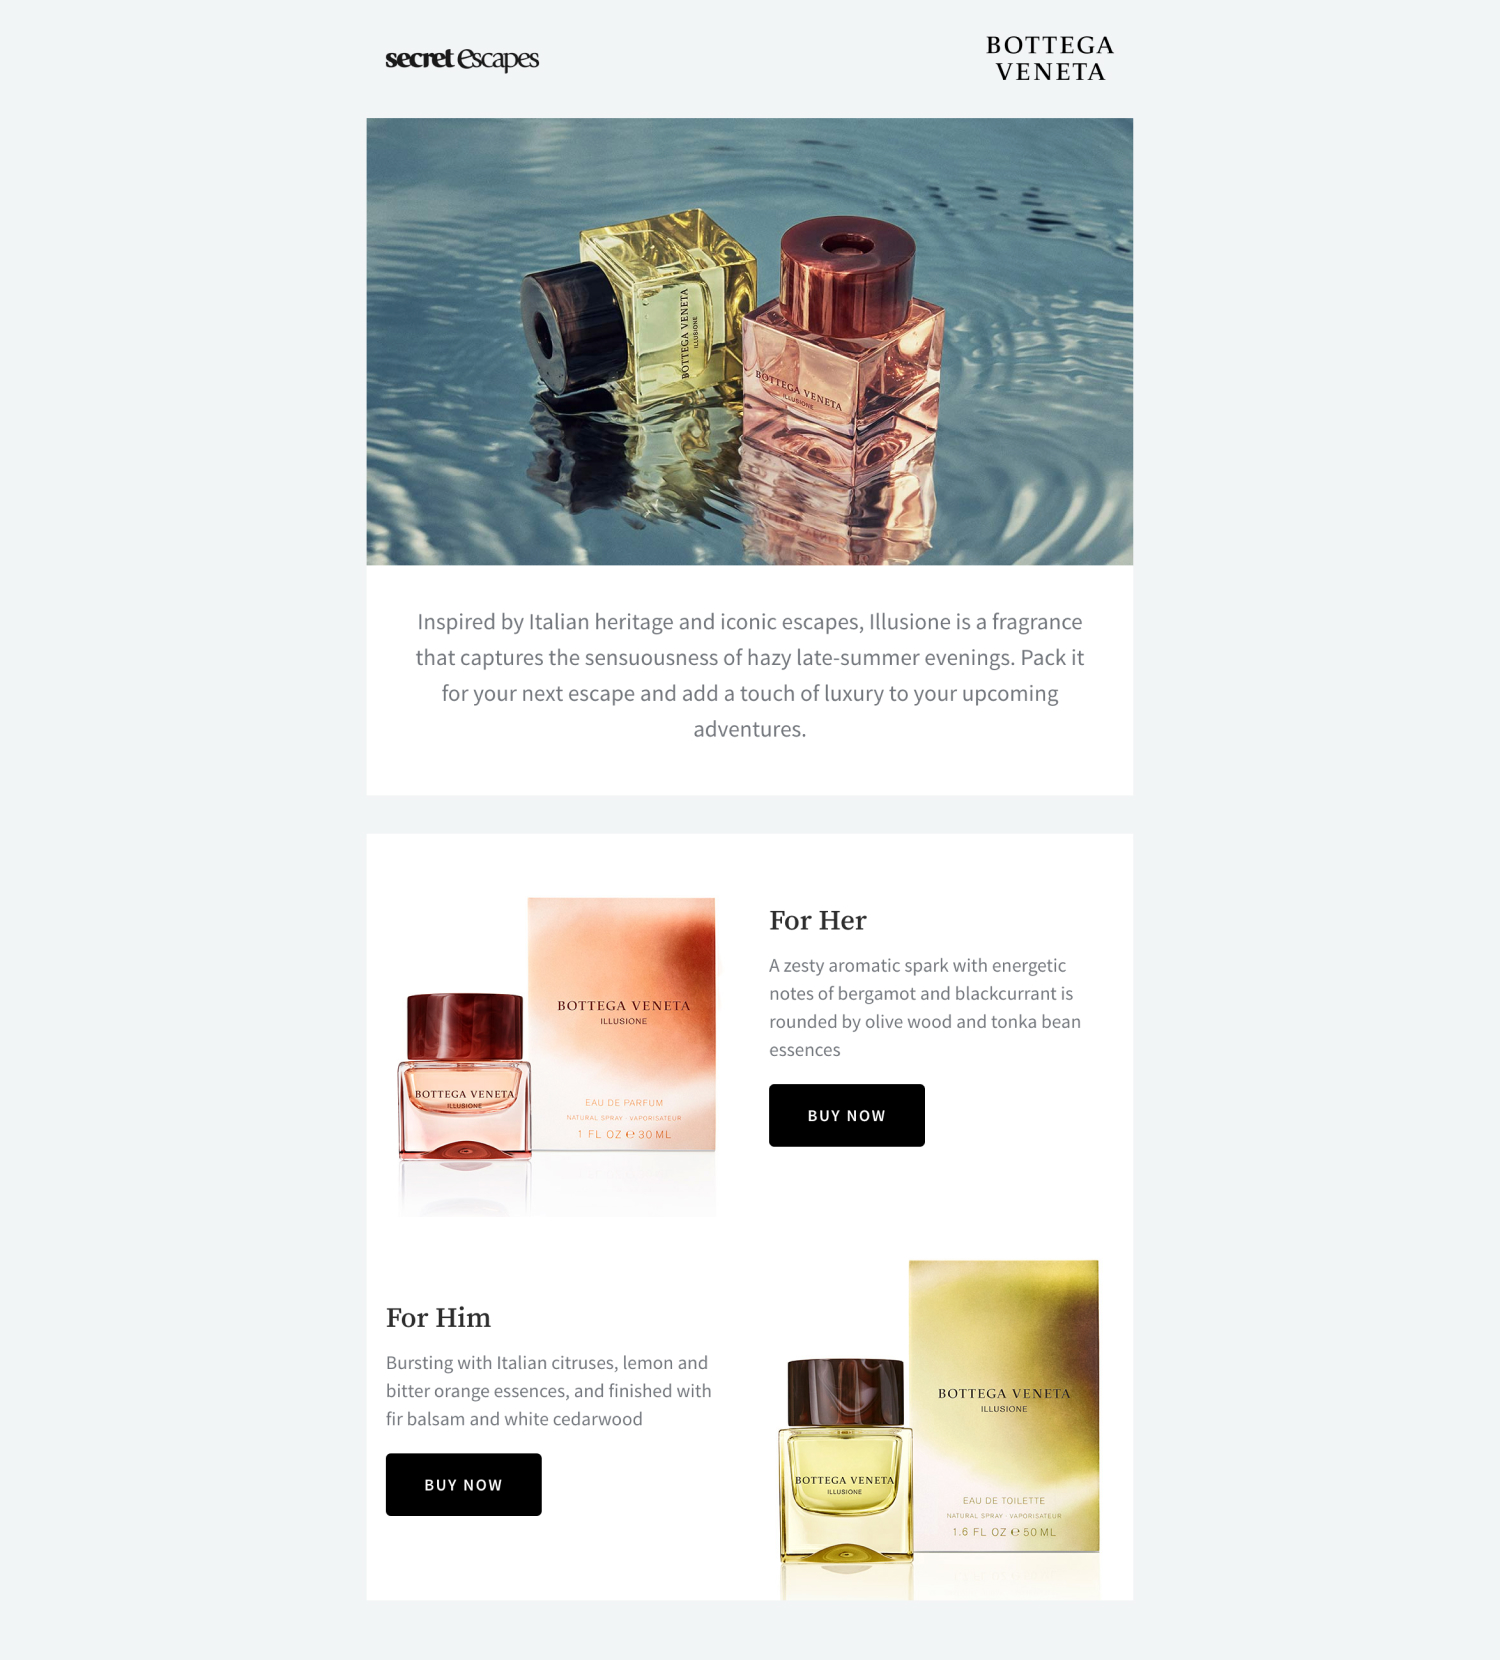 secret escapes
BOTTEGA
VENETA
BOTTEGA VENETA
ILLUSIONE
BOTTEGA VENETA
ILLUSIONE
Inspired by Italian heritage and iconic escapes, Illusione is a fragrance
that captures the sensuousness of hazy late-summer evenings. Pack it
for your next escape and add a touch of luxury to your upcoming
adventures.
BOTTEGA VENETA
ILLUSIONE
EAU DE PARFUM
NATURAL SPRAY · VAPORISATEUR
1 FL OZ ℮ 30 ML
BOTTEGA VENETA
ILLUSIONE
For Her
A zesty aromatic spark with energetic
notes of bergamot and blackcurrant is
rounded by olive wood and tonka bean
essences
BUY NOW
For Him
Bursting with Italian citruses, lemon and
bitter orange essences, and finished with
fir balsam and white cedarwood
BUY NOW
BOTTEGA VENETA
ILLUSIONE
EAU DE TOILETTE
NATURAL SPRAY · VAPORISATEUR
1.6 FL OZ ℮ 50 ML
BOTTEGA VENETA
ILLUSIONE